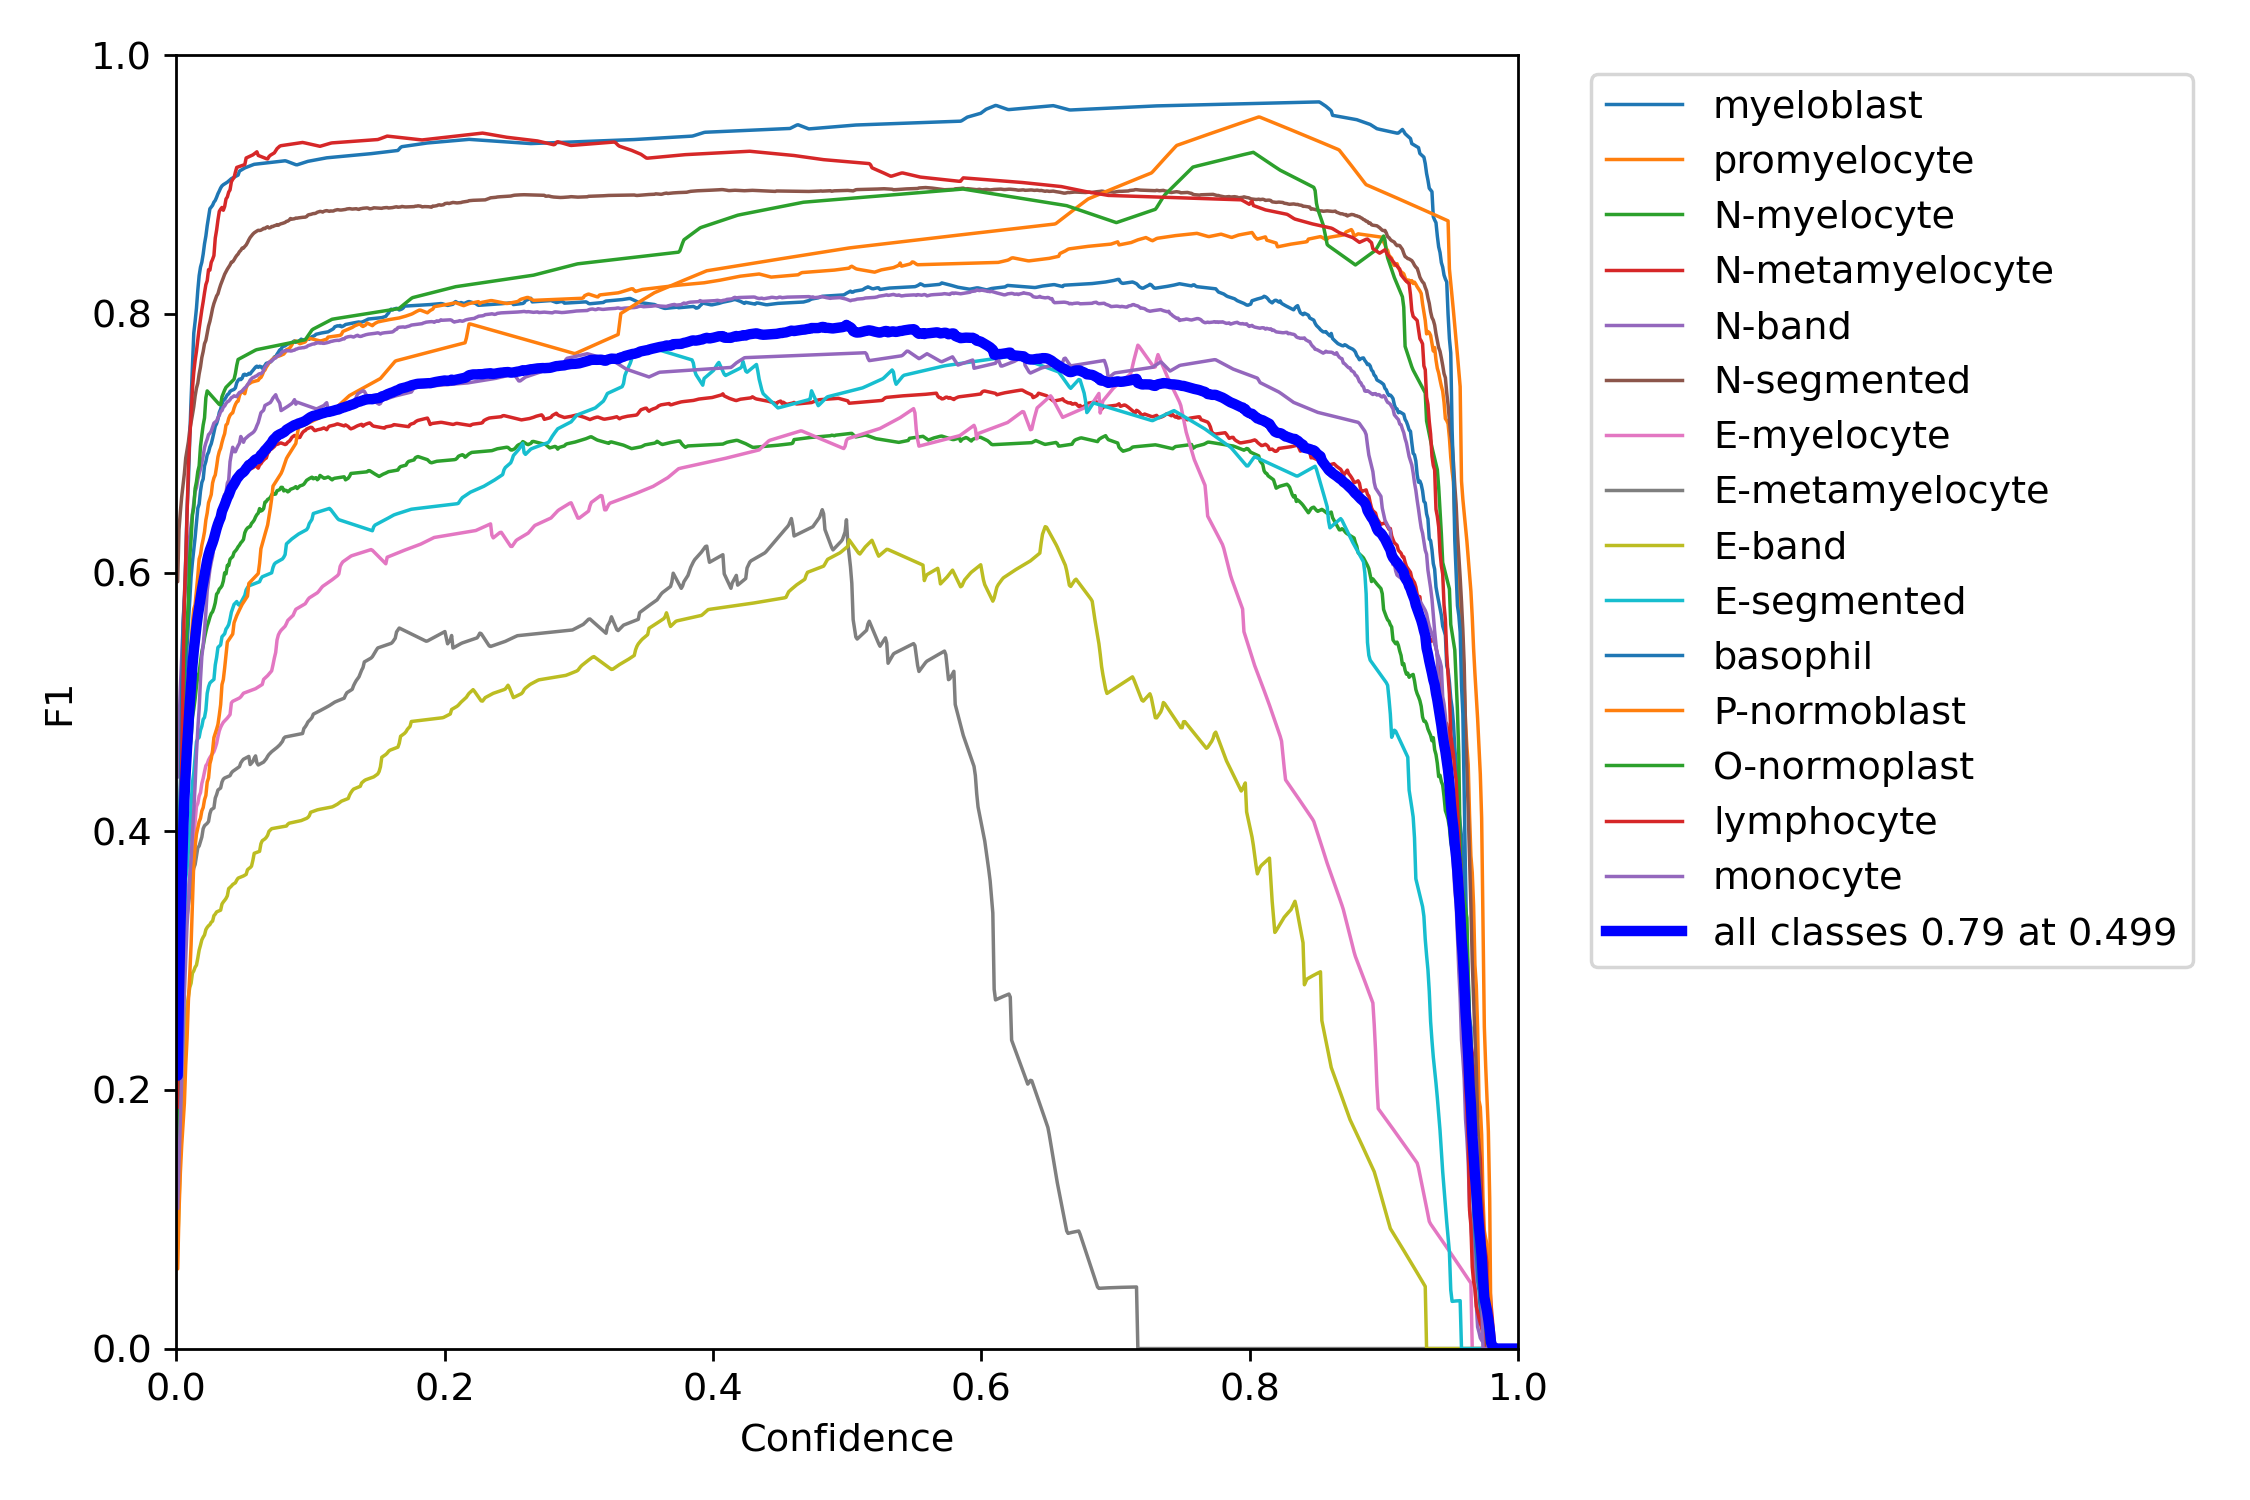 1.0
0.8
0.6
0.4
0.2
0.0
F1
0.0 0.2 0.4 0.6 0.8 1.0
Confidence
myeloblast
promyelocyte
N-myelocyte
N-metamyelocyte
N-band
N-segmented
E-myelocyte
E-metamyelocyte
E-band
E-segmented
basophil
P-normoblast
O-normoplast
lymphocyte
monocyte
all classes 0.79 at 0.499